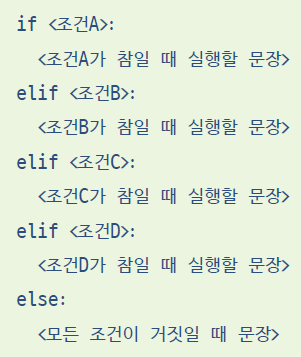 if <조건A>:
  <조건A가 참일 때 실행할 문장>
elif <조건B>:
  <조건B가 참일 때 실행할 문장>
elif <조건C>:
  <조건C가 참일 때 실행할 문장>
elif <조건D>:
  <조건D가 참일 때 실행할 문장>
else:
  <모든 조건이 거짓일 때 문장>